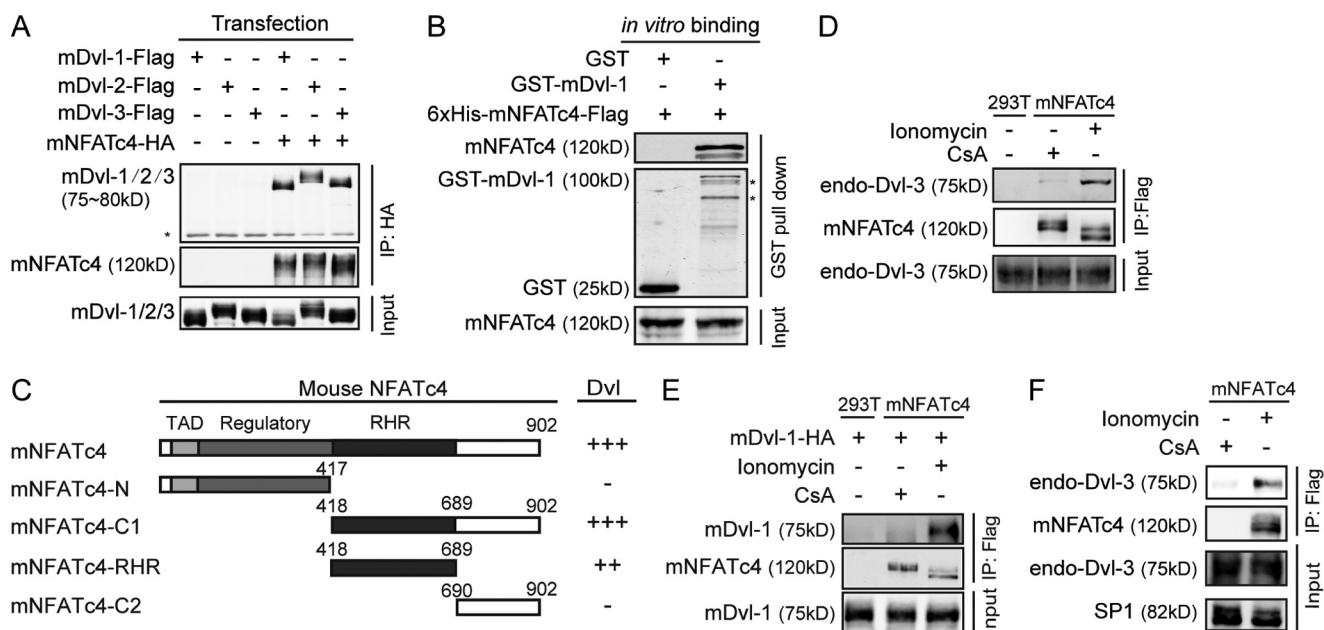 A
Transfection
mDvl-1-Flag + - - + - -
mDvl-2-Flag - + - - + -
mDvl-3-Flag - - + - - +
mNFATc4-HA - - - + + +
mDvl-1/2/3
(75~80kD)
*
mNFATc4 (120kD)
IP: HA
mDvl-1/2/3
Input
B
in vitro binding
GST + -
GST-mDvl-1 - +
6xHis-mNFATc4-Flag + +
mNFATc4 (120kD)
GST-mDvl-1 (100kD)
*
*
GST (25kD)
GST pull down
mNFATc4 (120kD)
Input
C
Mouse NFATc4 Dvl
TAD Regulatory RHR 902
mNFATc4 +++
417
mNFATc4-N -
418 689 902
mNFATc4-C1 +++
418 689
mNFATc4-RHR ++
690 902
mNFATc4-C2 -
D
293T mNFATc4
Ionomycin - - +
CsA - + -
endo-Dvl-3 (75kD)
mNFATc4 (120kD)
IP:Flag
endo-Dvl-3 (75kD)
Input
E
293T mNFATc4
mDvl-1-HA + + +
Ionomycin - - +
CsA - + -
mDvl-1 (75kD)
mNFATc4 (120kD)
IP: Flag
mDvl-1 (75kD)
nput
F
mNFATc4
Ionomycin - +
CsA + -
endo-Dvl-3 (75kD)
mNFATc4 (120kD)
IP: Flag
endo-Dvl-3 (75kD)
SP1 (82kD)
Input